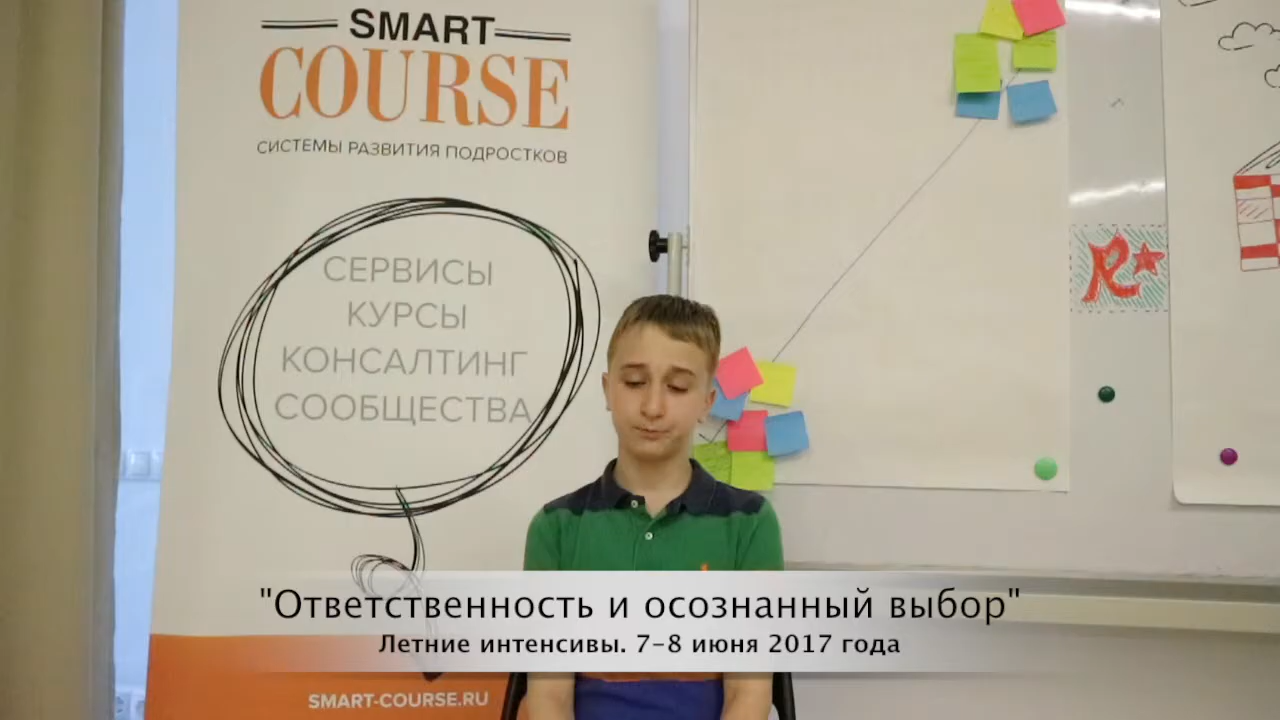 SMART
COURSE
СИСТЕМЫ РАЗВИТИЯ ПОДРОСТКОВ
СЕРВИСЫ
КУРСЫ
КОНСАЛТИНГ
СООБЩЕСТВА
R
"Ответственность и осознанный выбор"
Летние интенсивы. 7-8 июня 2017 года
SMART-COURSE.RU